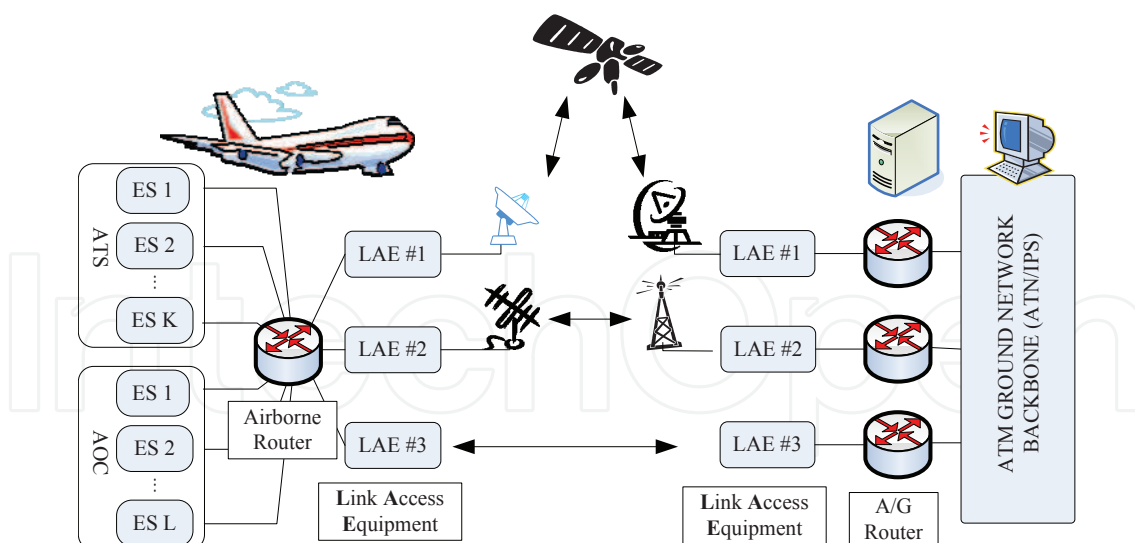 ES 1
ES 2
...
ES K
ATS
ES 1
ES 2
...
ES L
AOC
Airborne
Router
LAE #1
LAE #2
LAE #3
Link Access
Equipment
LAE #1
LAE #2
LAE #3
Link Access
Equipment
A/G
Router
ATM GROUND NETWORK
BACKBONE (ATN/IPS)
IntechOpen